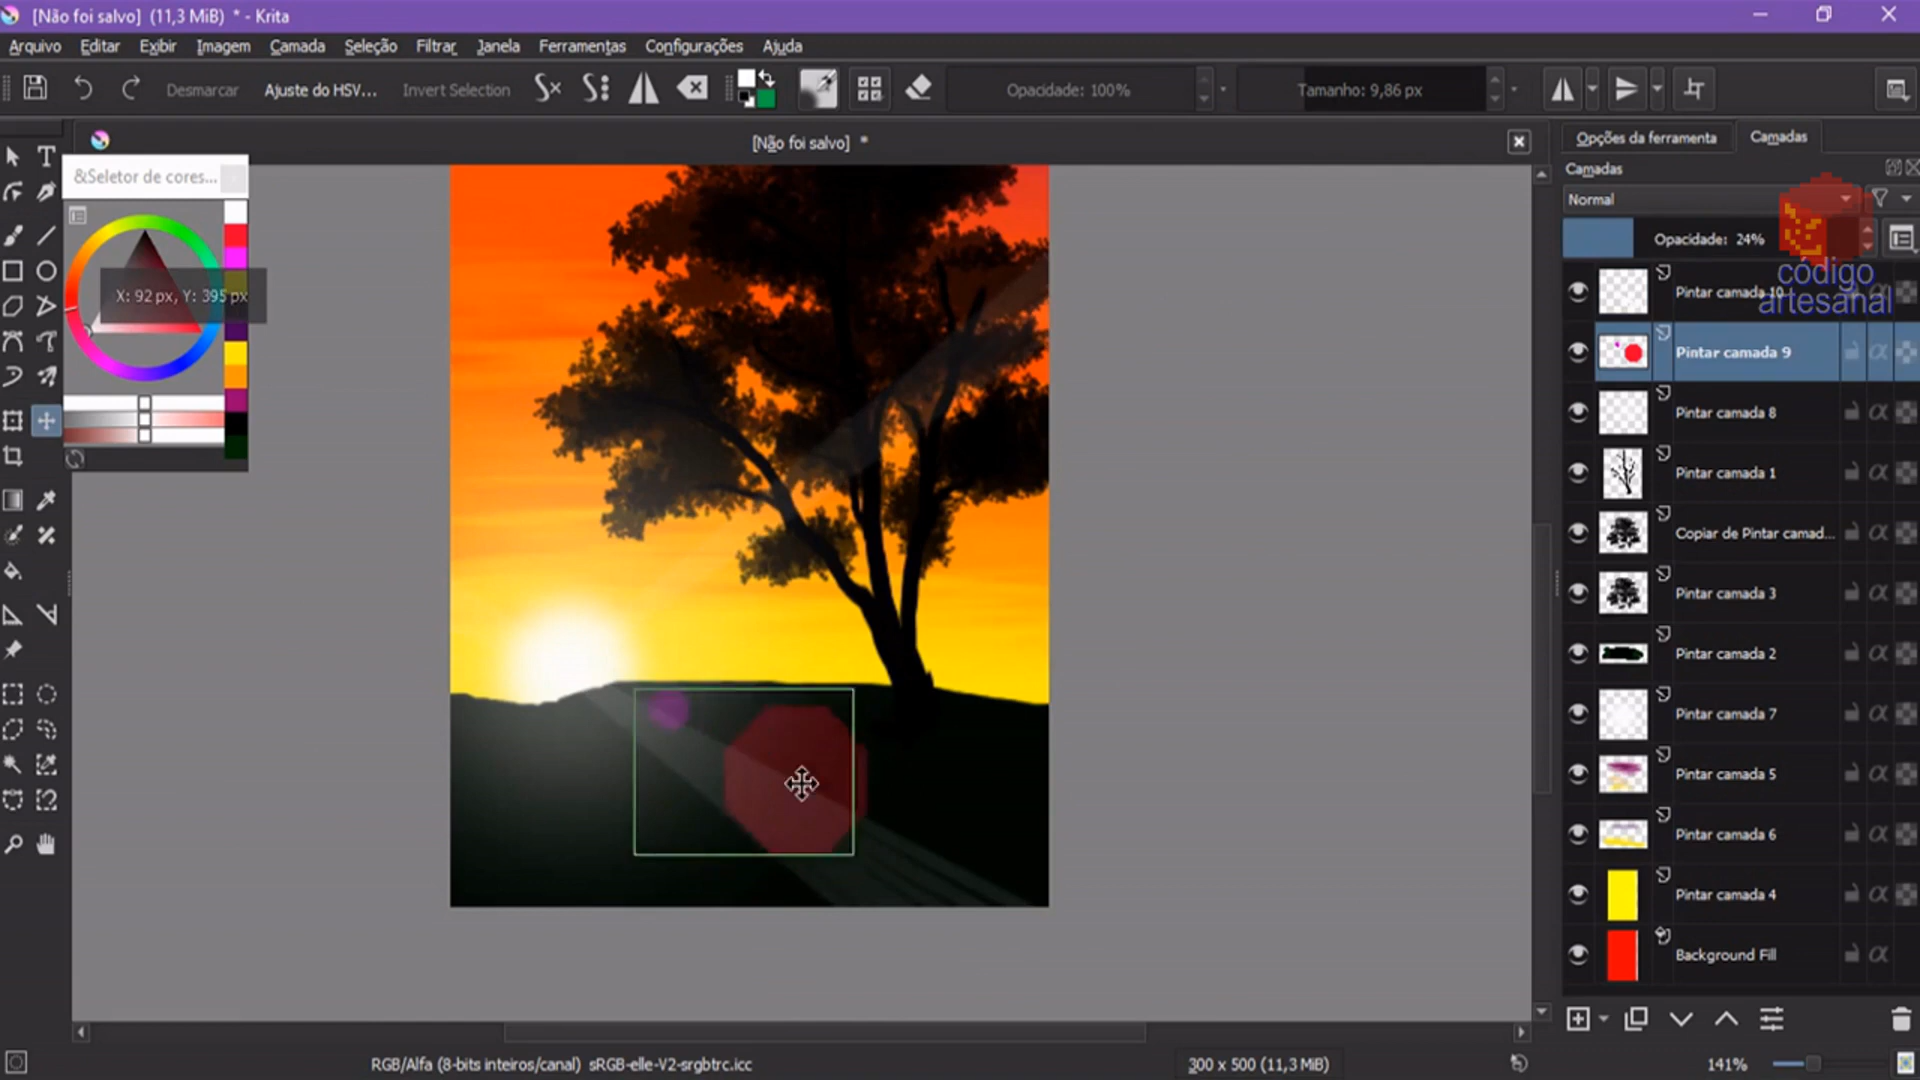 [Não foi salvo] (11,3 MiB) * - Krita
Arquivo Editar Exibir Imagem Camada Seleção Filtrar Janela Ferramentas Configurações Ajuda
Desmarcar Ajuste do HSV... Invert Selection Opacidade: 100% Tamanho: 9,86 px
[Não foi salvo] *
Opções da ferramenta Camadas
&Seletor de cores...
X: 92 px, Y: 395 px
Camadas
Normal
Opacidade: 24%
código
artesanal
Pintar camada 10
Pintar camada 9
Pintar camada 8
Pintar camada 1
Copiar de Pintar camad...
Pintar camada 3
Pintar camada 2
Pintar camada 7
Pintar camada 5
Pintar camada 6
Pintar camada 4
Background Fill
RGB/Alfa (8-bits inteiros/canal) sRGB-elle-V2-srgbtrc.icc
300 x 500 (11,3 MiB)
141%